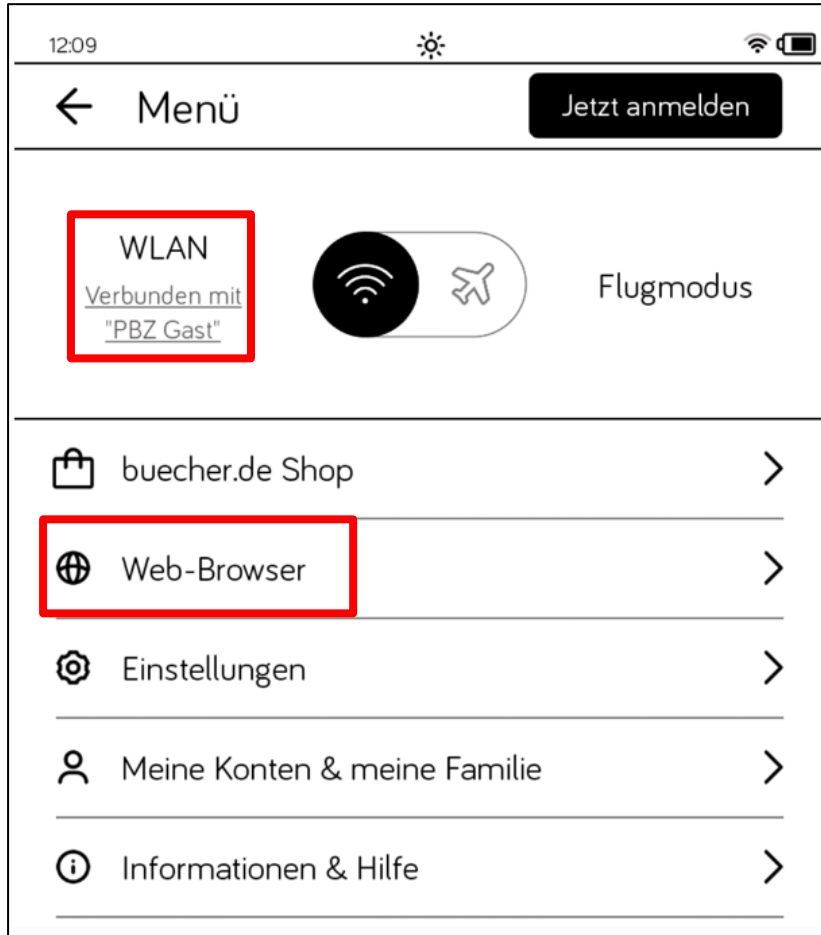 12:09
Menü
Jetzt anmelden
WLAN
Verbunden mit
"PBZ Gast"
Flugmodus
buecher.de Shop
Web-Browser
Einstellungen
Meine Konten & meine Familie
Informationen & Hilfe